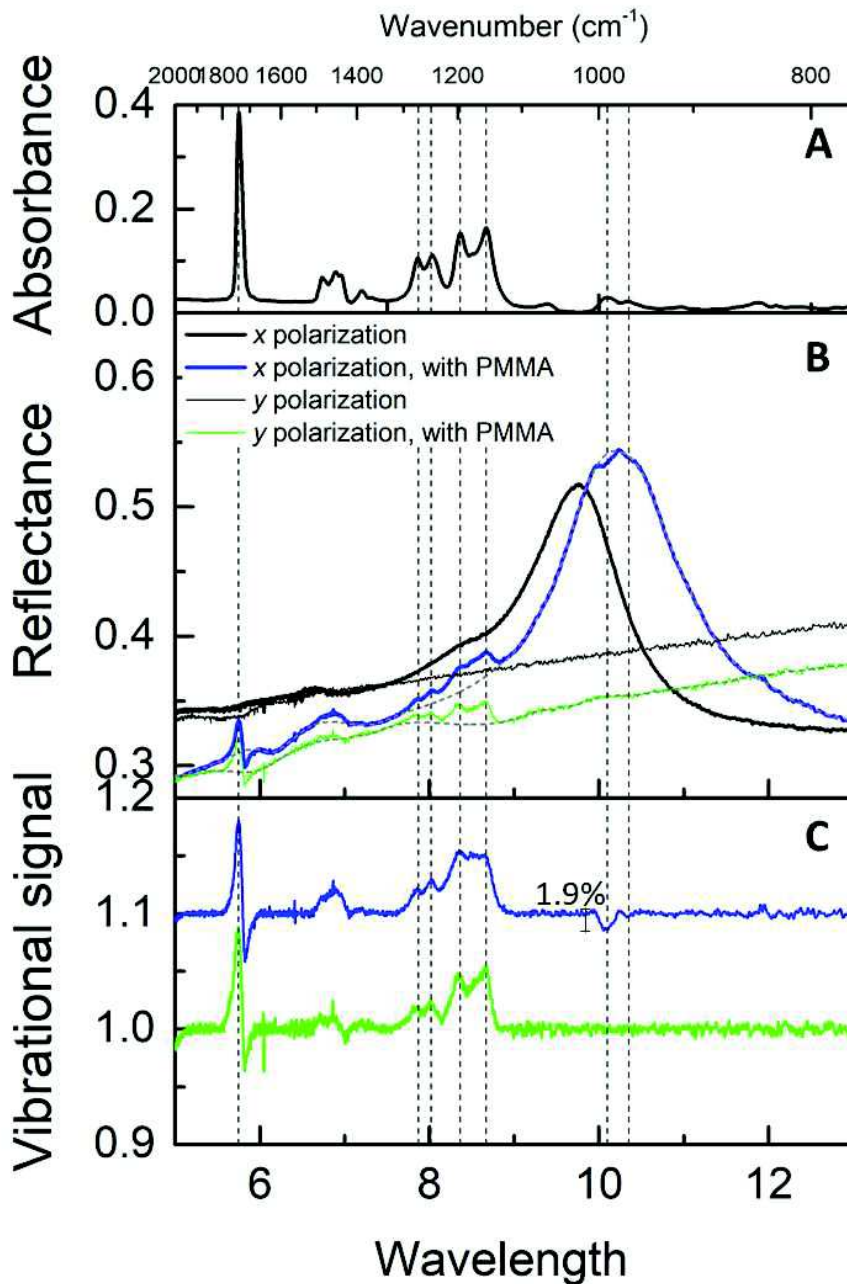 Wavenumber (cm⁻¹)
2000 1800 1600 1400 1200 1000 800
Absorbance
0.4
0.2
0.0
A
Reflectance
x polarization
x polarization, with PMMA
y polarization
y polarization, with PMMA
B
0.6
0.5
0.4
0.3
Vibrational signal
1.2
C
1.9%
1.1
1.0
0.9
6 8 10 12
Wavelength